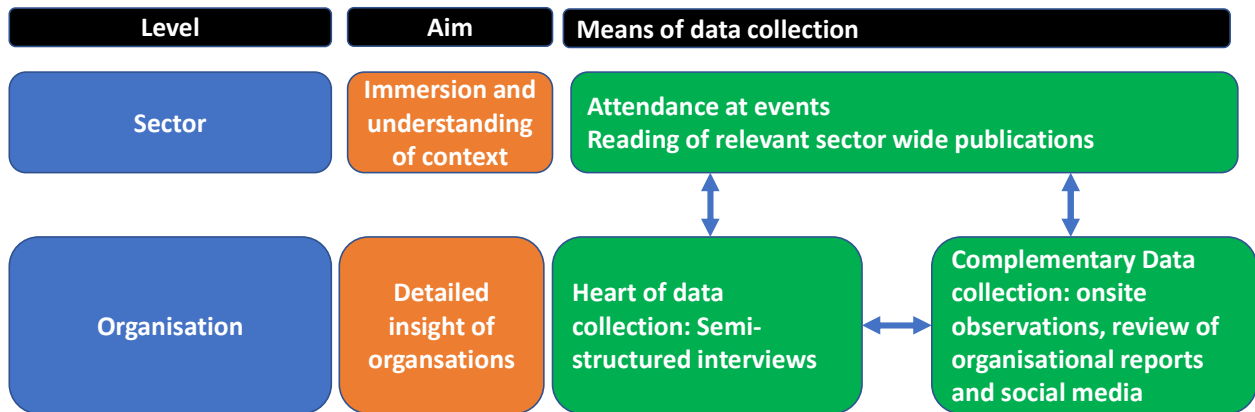 Level
Aim
Means of data collection
Sector
Immersion and
understanding
of context
Attendance at events
Reading of relevant sector wide publications
Organisation
Detailed
insight of
organsations
Heart of data
collection: Semi-
structured interviews
Complementary Data
collection: onsite
observations, review of
organisational reports
and social media